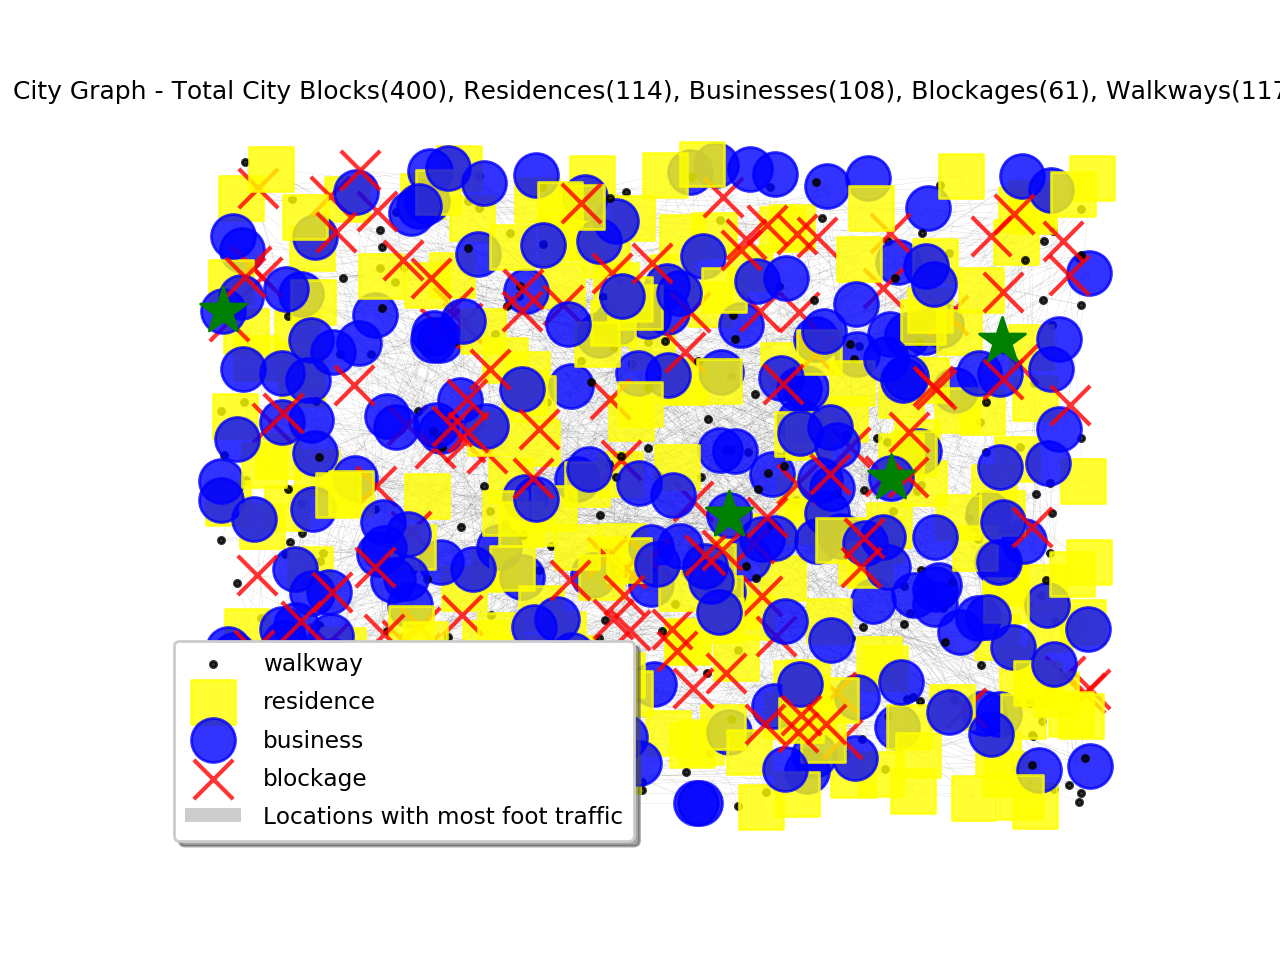 City Graph - Total City Blocks(400), Residences(114), Businesses(108), Blockages(61), Walkways(117
walkway
residence
business
blockage
Locations with most foot traffic